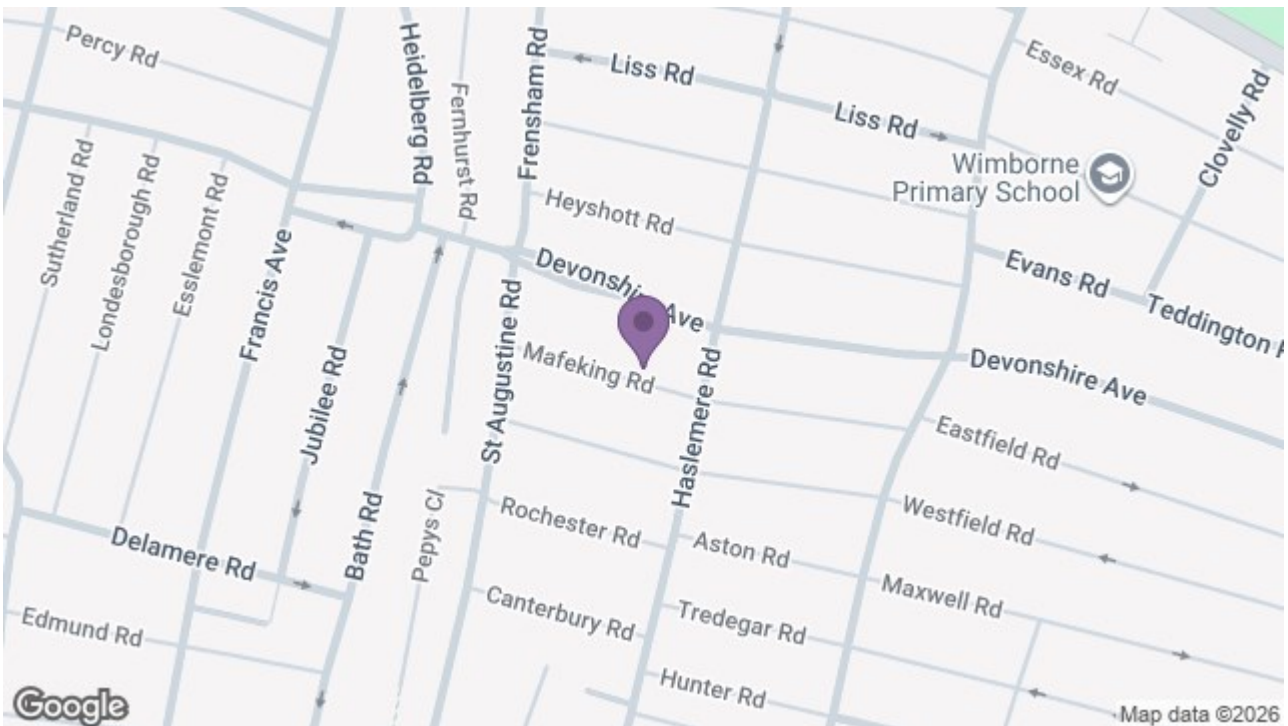 Percy Rd
Heidelberg Rd
Fernhurst Rd
Frensham Rd
Liss Rd
Liss Rd
Essex Rd
Clovelly Rd
Wimborne
Primary School
Sutherland Rd
Londesborough Rd
Esslemont Rd
Francis Ave
Heyshott Rd
Devonshire Ave
Evans Rd
Teddington
Jubilee Rd
Bath Rd
St Augustine Rd
Mafeking Rd
Haslemere Rd
Devonshire Ave
Eastfield Rd
Westfield Rd
Delamere Rd
Pepys Cl
Rochester Rd
Aston Rd
Maxwell Rd
Edmund Rd
Canterbury Rd
Tredegar Rd
Hunter Rd
Google
Map data ©2026